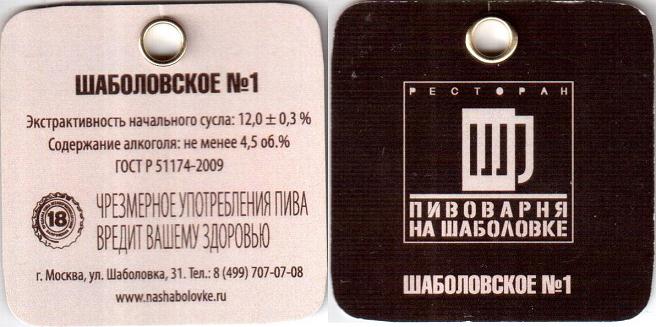 ШАБОЛОВСКОЕ №1
Экстрактивность начального сусла: 12,0 ± 0,3 %
Содержание алкоголя: не менее 4,5 об.%
ГОСТ Р 51174-2009
18
ЧРЕЗМЕРНОЕ УПОТРЕБЛЕНИЯ ПИВА
ВРЕДИТ ВАШЕМУ ЗДОРОВЬЮ
г. Москва, ул. Шаболовка, 31. Тел.: 8 (499) 707-07-08
www.nashabolovke.ru
РЕСТОРАН
Ш
ПИВОВАРНЯ
НА ШАБОЛОВКЕ
ШАБОЛОВСКОЕ №1